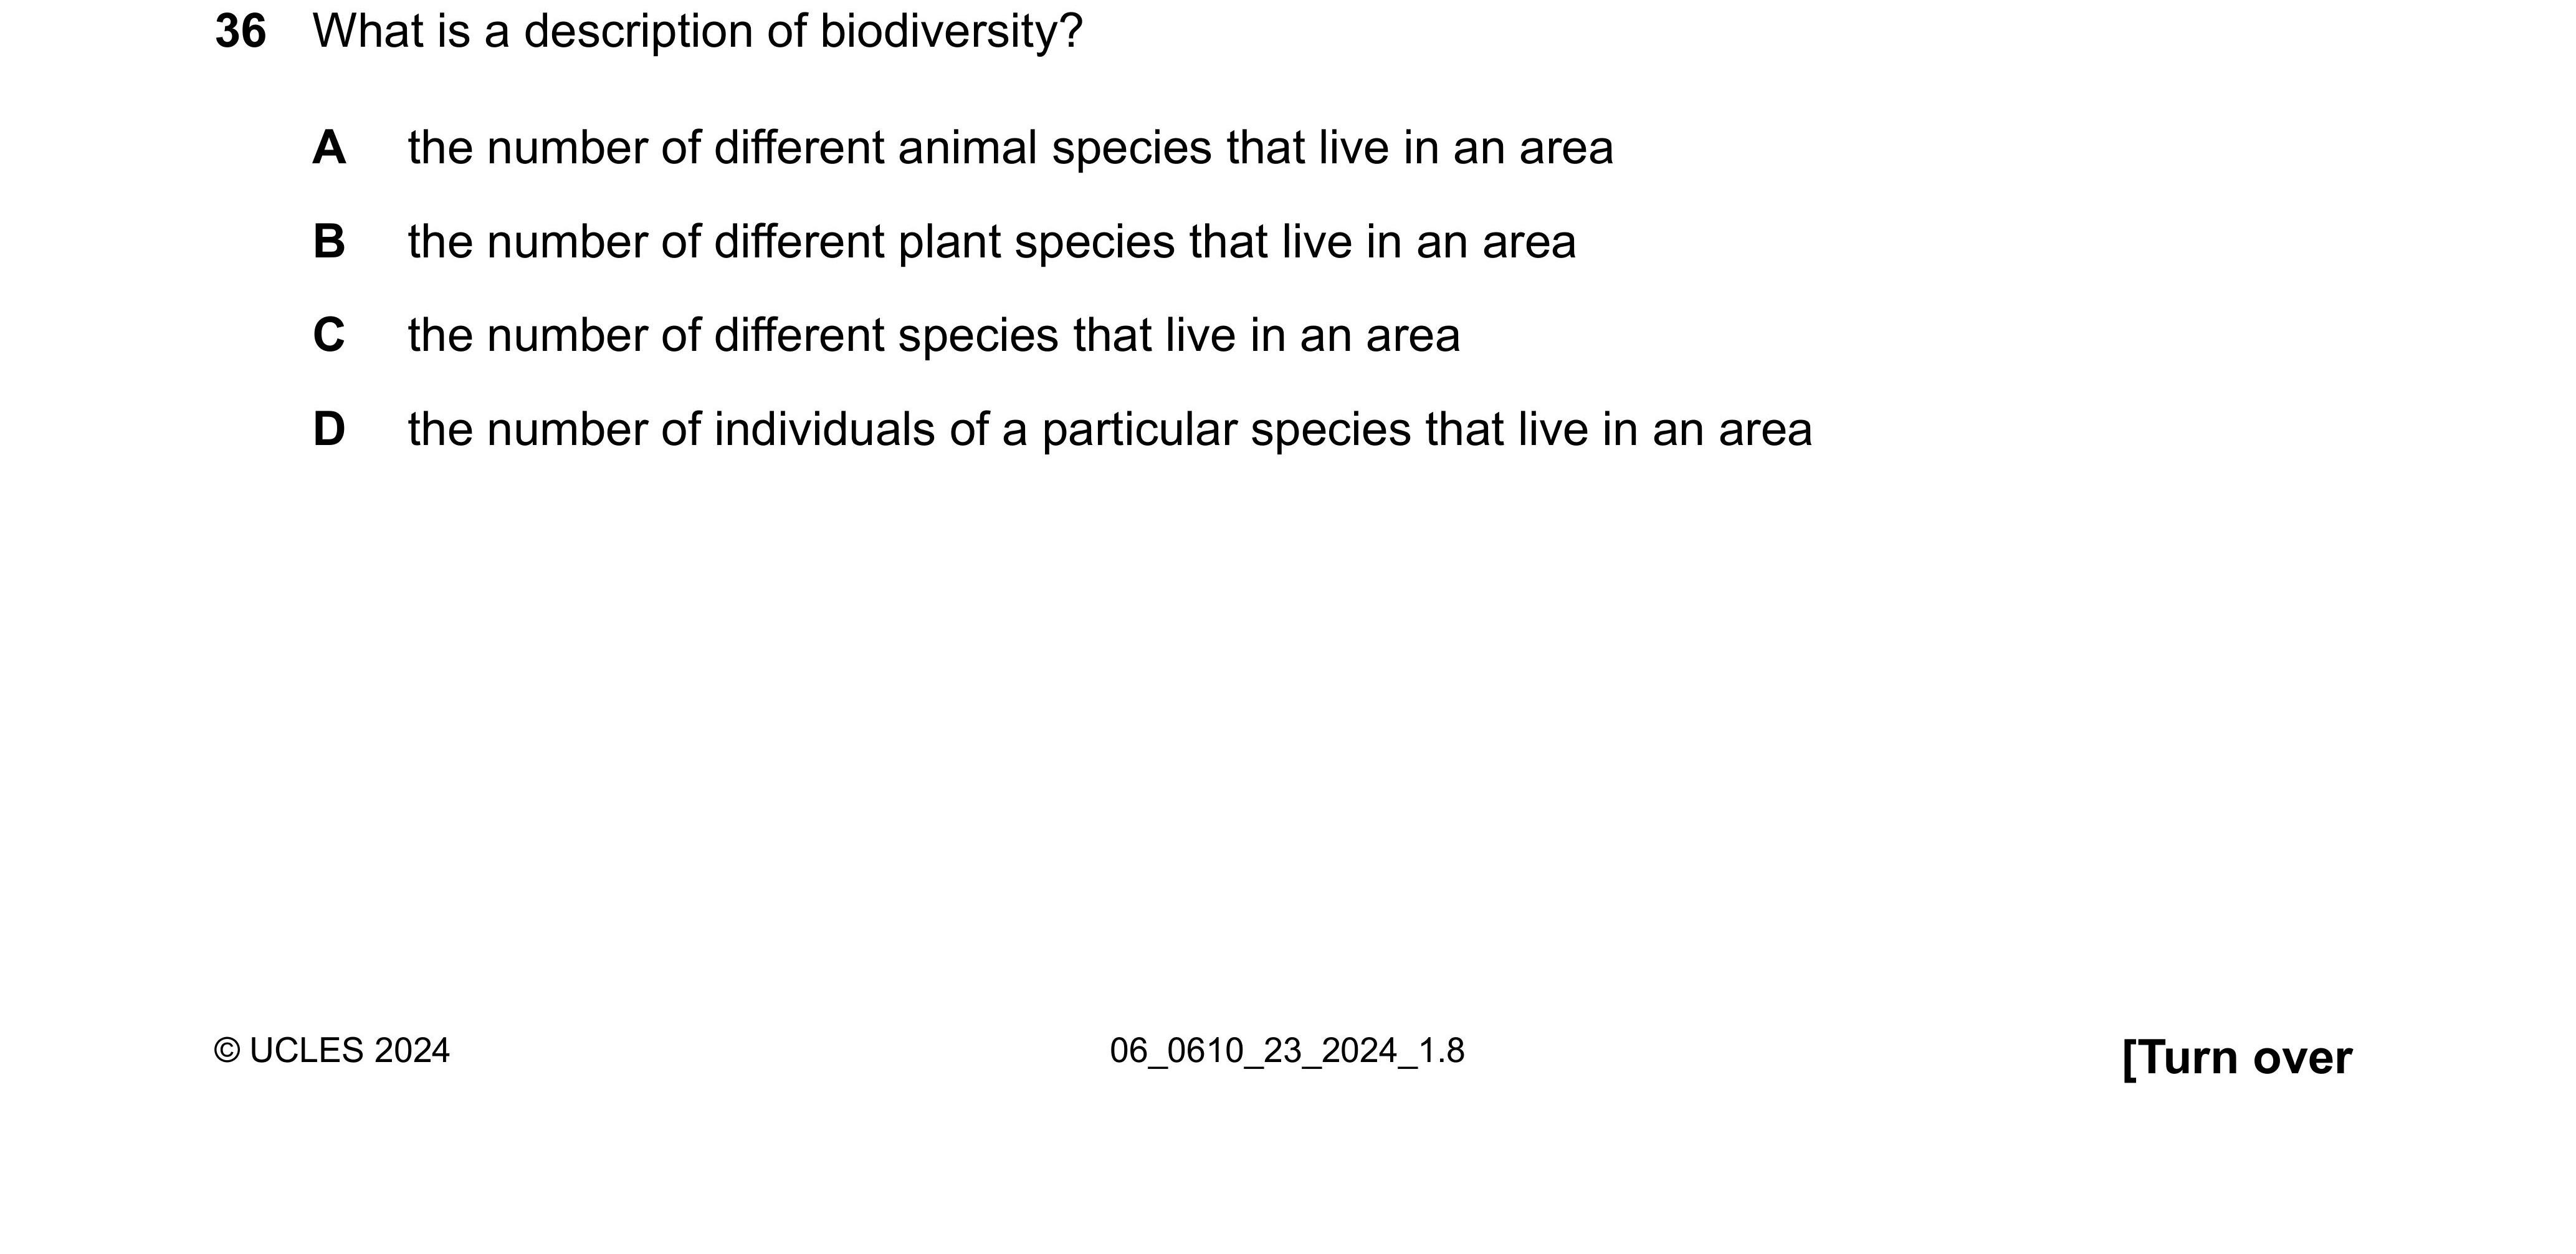 36 What is a description of biodiversity?
A the number of different animal species that live in an area
B the number of different plant species that live in an area
C the number of different species that live in an area
D the number of individuals of a particular species that live in an area
© UCLES 2024 06_0610_23_2024_1.8 [Turn over